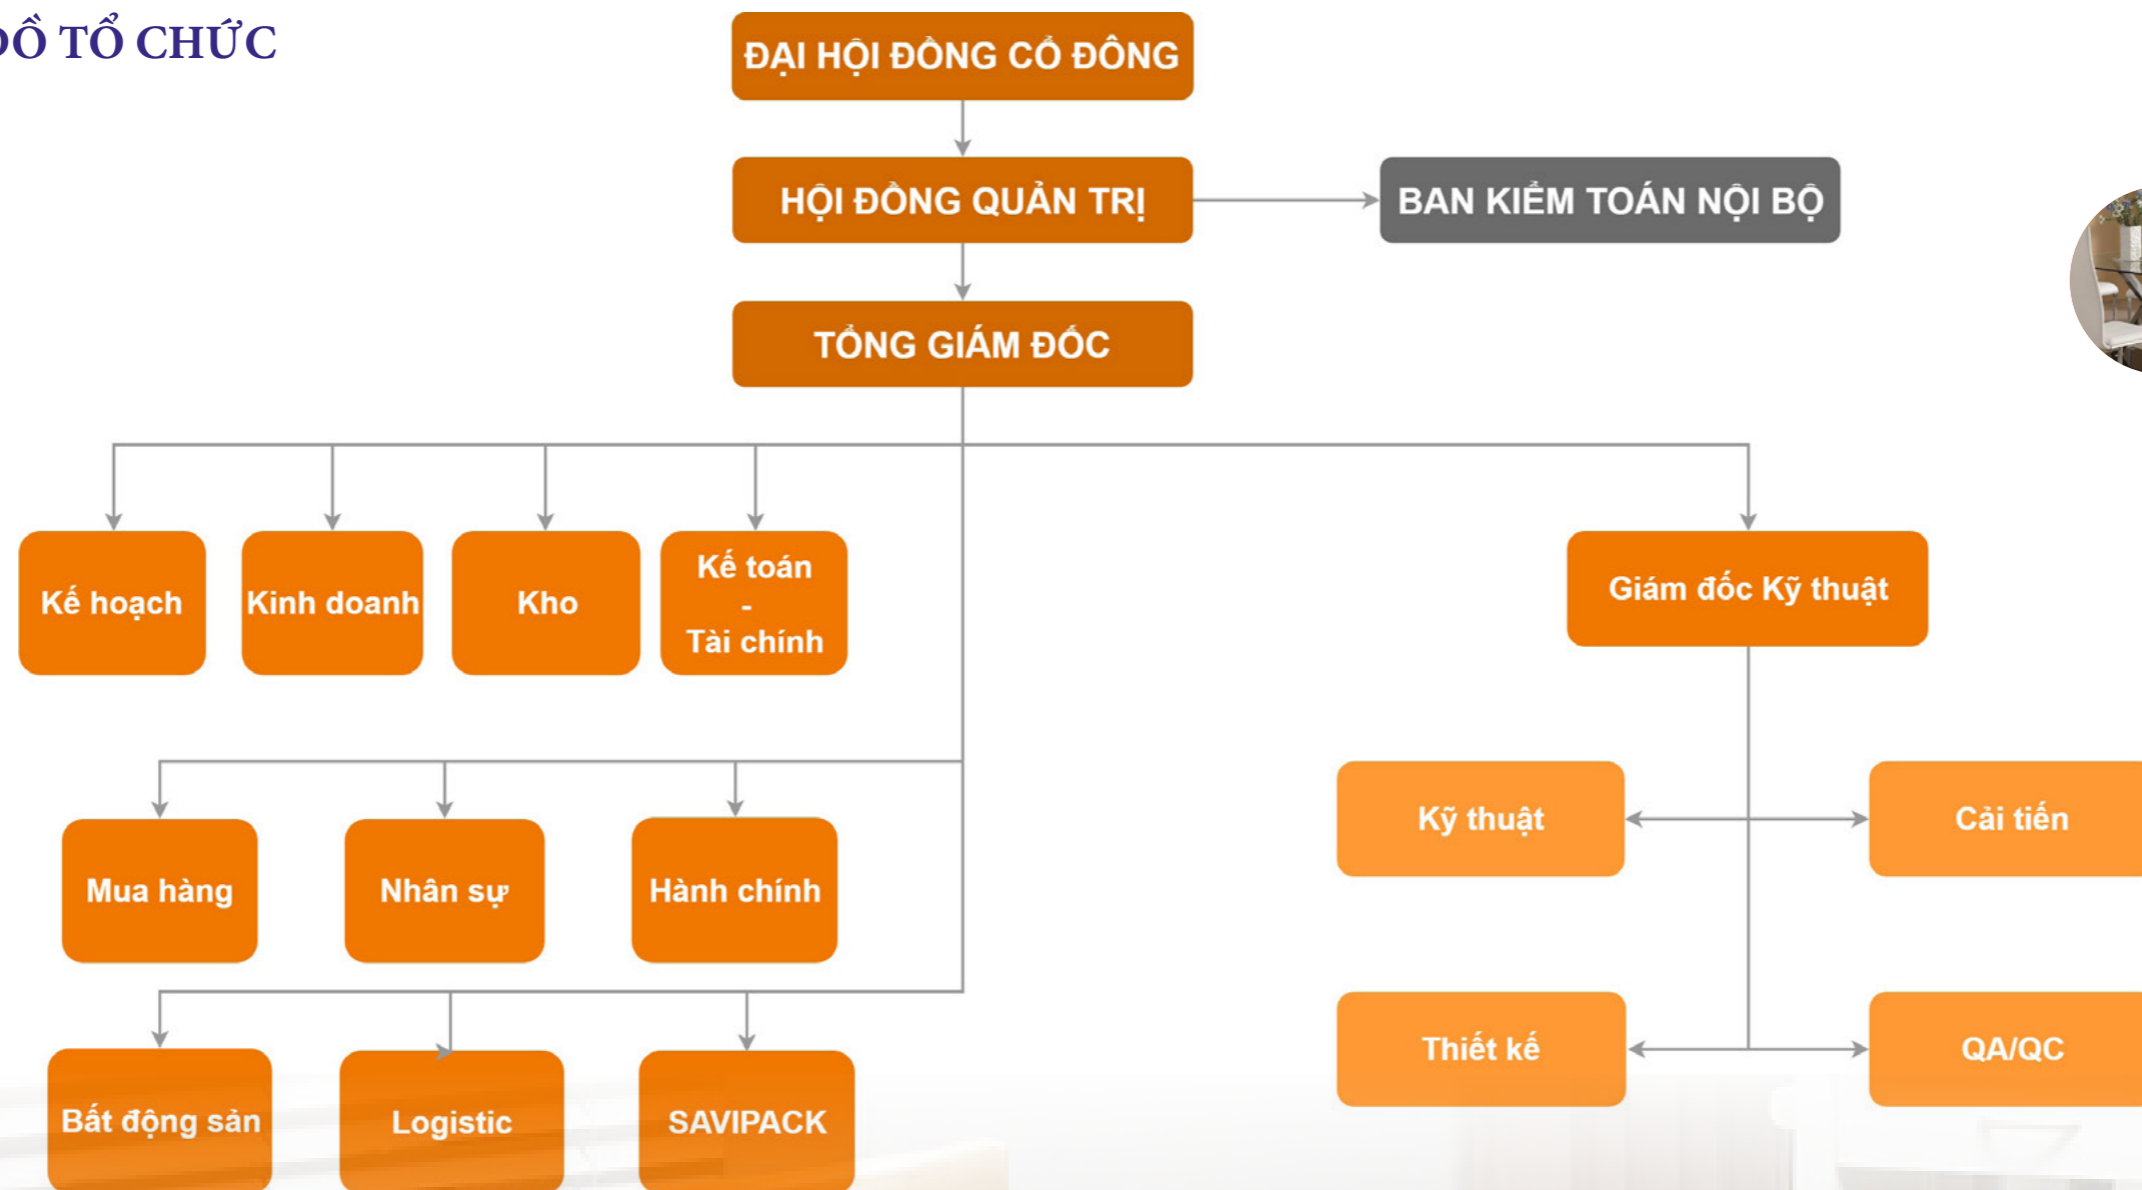 ĐỒ TỔ CHỨC
ĐẠI HỘI ĐỒNG CỔ ĐÔNG
HỘI ĐỒNG QUẢN TRỊ
BAN KIỂM TOÁN NỘI BỘ
TỔNG GIÁM ĐỐC
Kế hoạch
Kinh doanh
Kho
Kế toán
-
Tài chính
Giám đốc Kỹ thuật
Kỹ thuật
Cải tiến
Mua hàng
Nhân sự
Hành chính
Thiết kế
QA/QC
Bất động sản
Logistic
SAVIPACK